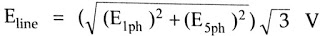 E_line = (√((E_1ph)² + (E_5ph)²)) √3 V